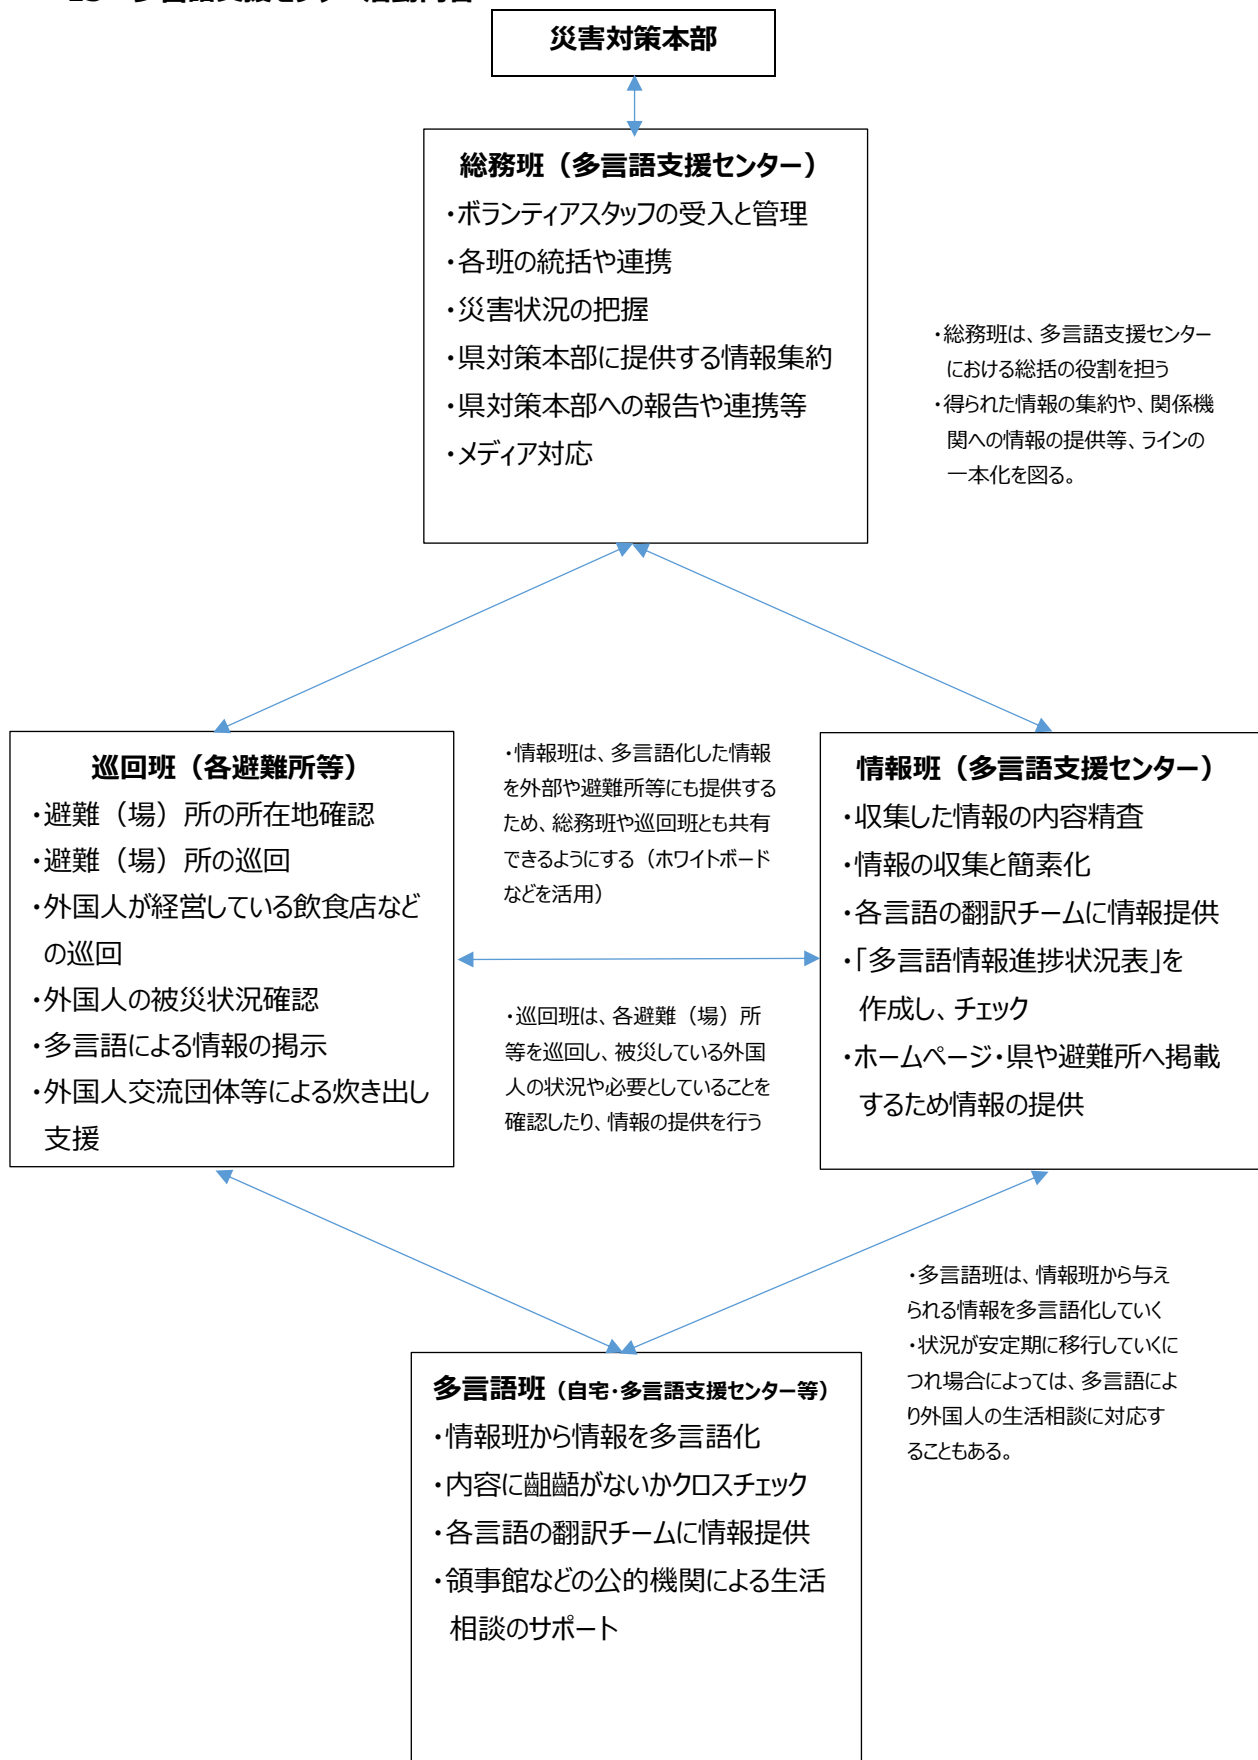 災害対策本部
総務班（多言語支援センター）
・ボランティアスタッフの受入と管理
・各班の統括や連携
・災害状況の把握
・県対策本部に提供する情報集約
・県対策本部への報告や連携等
・メディア対応
・総務班は、多言語支援センター
における総括の役割を担う
・得られた情報の集約や、関係機
関への情報の提供等、ラインの
一本化を図る。
巡回班（各避難所等）
・避難（場）所の所在地確認
・避難（場）所の巡回
・外国人が経営している飲食店など
の巡回
・外国人の被災状況確認
・多言語による情報の掲示
・外国人交流団体等による炊き出し
支援
・情報班は、多言語化した情報
を外部や避難所等にも提供する
ため、総務班や巡回班とも共有
できるようにする（ホワイトボード
などを活用）
・巡回班は、各避難（場）所
等を巡回し、被災している外国
人の状況や必要としていることを
確認したり、情報の提供を行う
情報班（多言語支援センター）
・収集した情報の内容精査
・情報の収集と簡素化
・各言語の翻訳チームに情報提供
・「多言語情報進捗状況表」を
作成し、チェック
・ホームページ・県や避難所へ掲載
するため情報の提供
・多言語班は、情報班から与え
られる情報を多言語化していく
・状況が安定期に移行していくに
つれ場合によっては、多言語によ
り外国人の生活相談に対応す
ることもある。
多言語班（自宅・多言語支援センター等）
・情報班から情報を多言語化
・内容に齟齬がないかクロスチェック
・各言語の翻訳チームに情報提供
・領事館などの公的機関による生活
相談のサポート